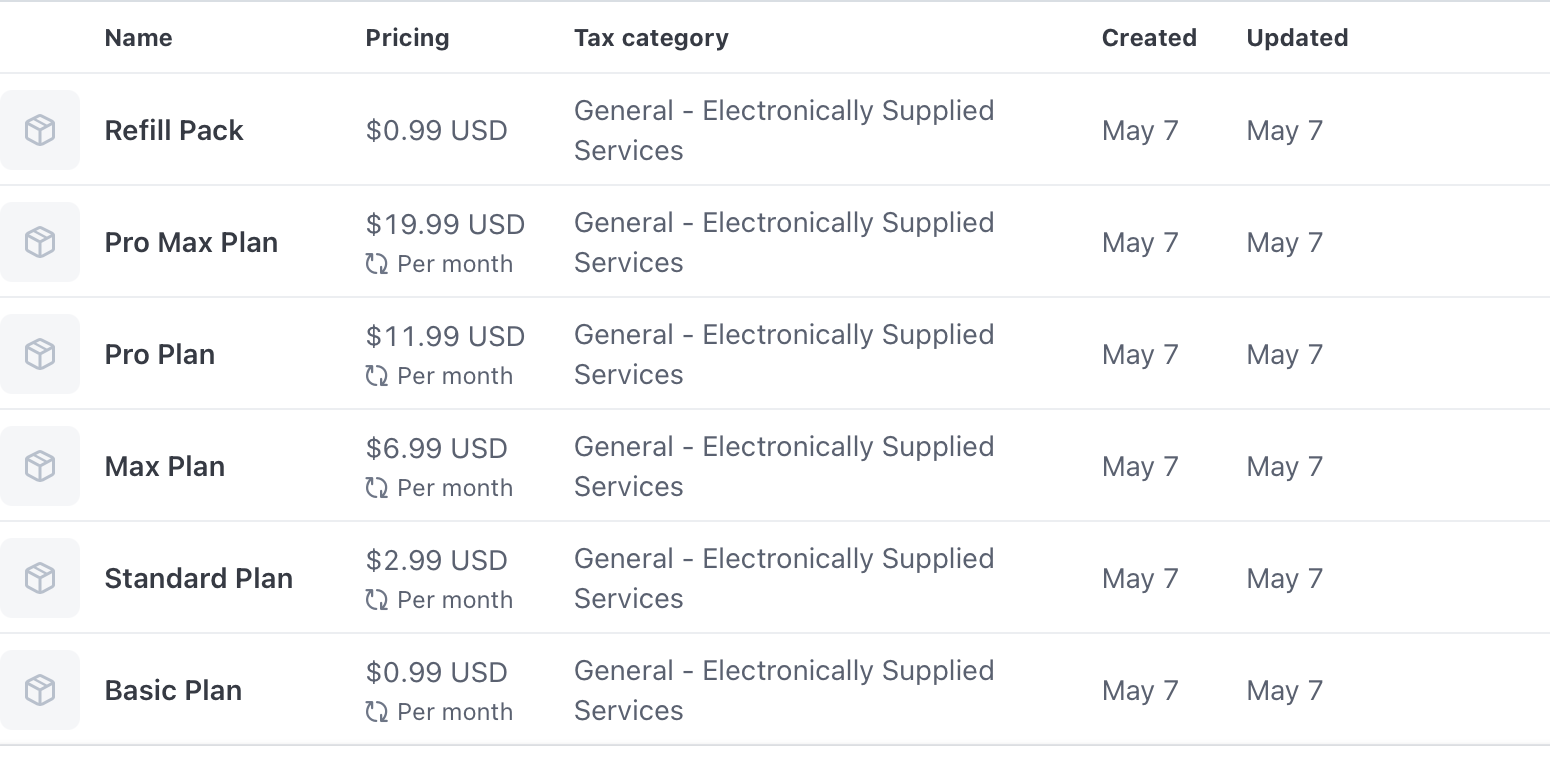 Name Pricing Tax category Created Updated
Refill Pack $0.99 USD General - Electronically Supplied Services May 7 May 7
Pro Max Plan $19.99 USD Per month General - Electronically Supplied Services May 7 May 7
Pro Plan $11.99 USD Per month General - Electronically Supplied Services May 7 May 7
Max Plan $6.99 USD Per month General - Electronically Supplied Services May 7 May 7
Standard Plan $2.99 USD Per month General - Electronically Supplied Services May 7 May 7
Basic Plan $0.99 USD Per month General - Electronically Supplied Services May 7 May 7